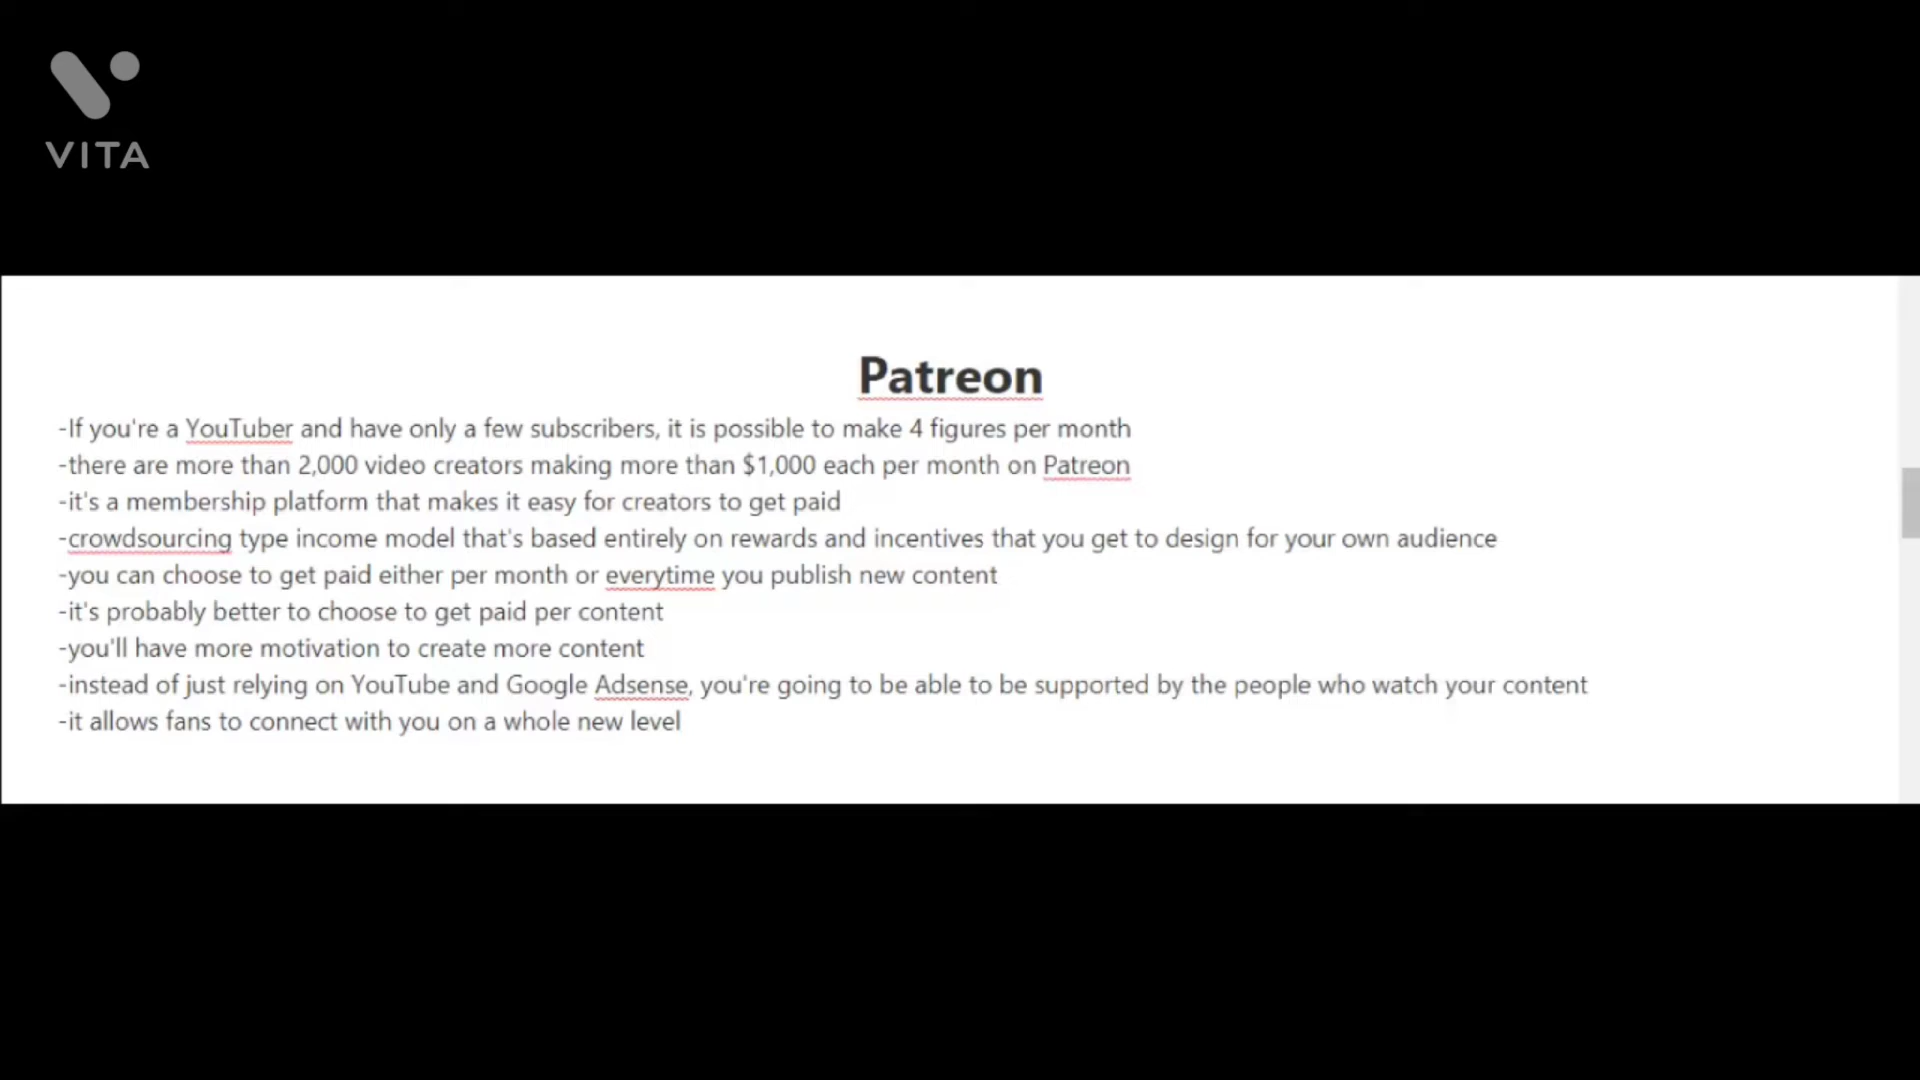 VITA
Patreon
-If you're a YouTuber and have only a few subscribers, it is possible to make 4 figures per month
-there are more than 2,000 video creators making more than $1,000 each per month on Patreon
-it's a membership platform that makes it easy for creators to get paid
-crowdsourcing type income model that's based entirely on rewards and incentives that you get to design for your own audience
-you can choose to get paid either per month or everytime you publish new content
-it's probably better to choose to get paid per content
-you'll have more motivation to create more content
-instead of just relying on YouTube and Google Adsense, you're going to be able to be supported by the people who watch your content
-it allows fans to connect with you on a whole new level